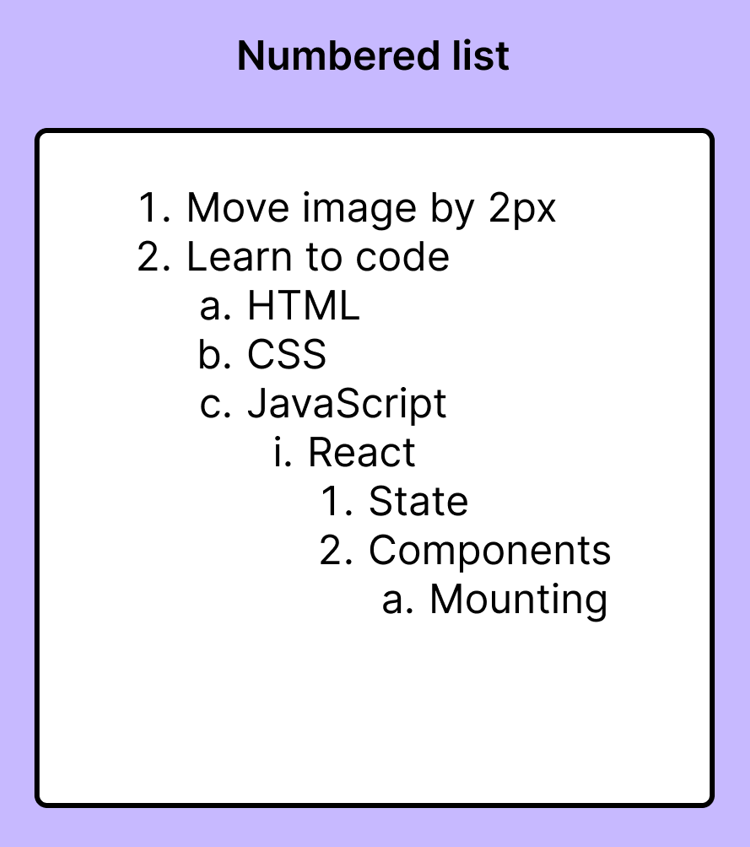 Numbered list
1. Move image by 2px
2. Learn to code
a. HTML
b. CSS
c. JavaScript
i. React
1. State
2. Components
a. Mounting